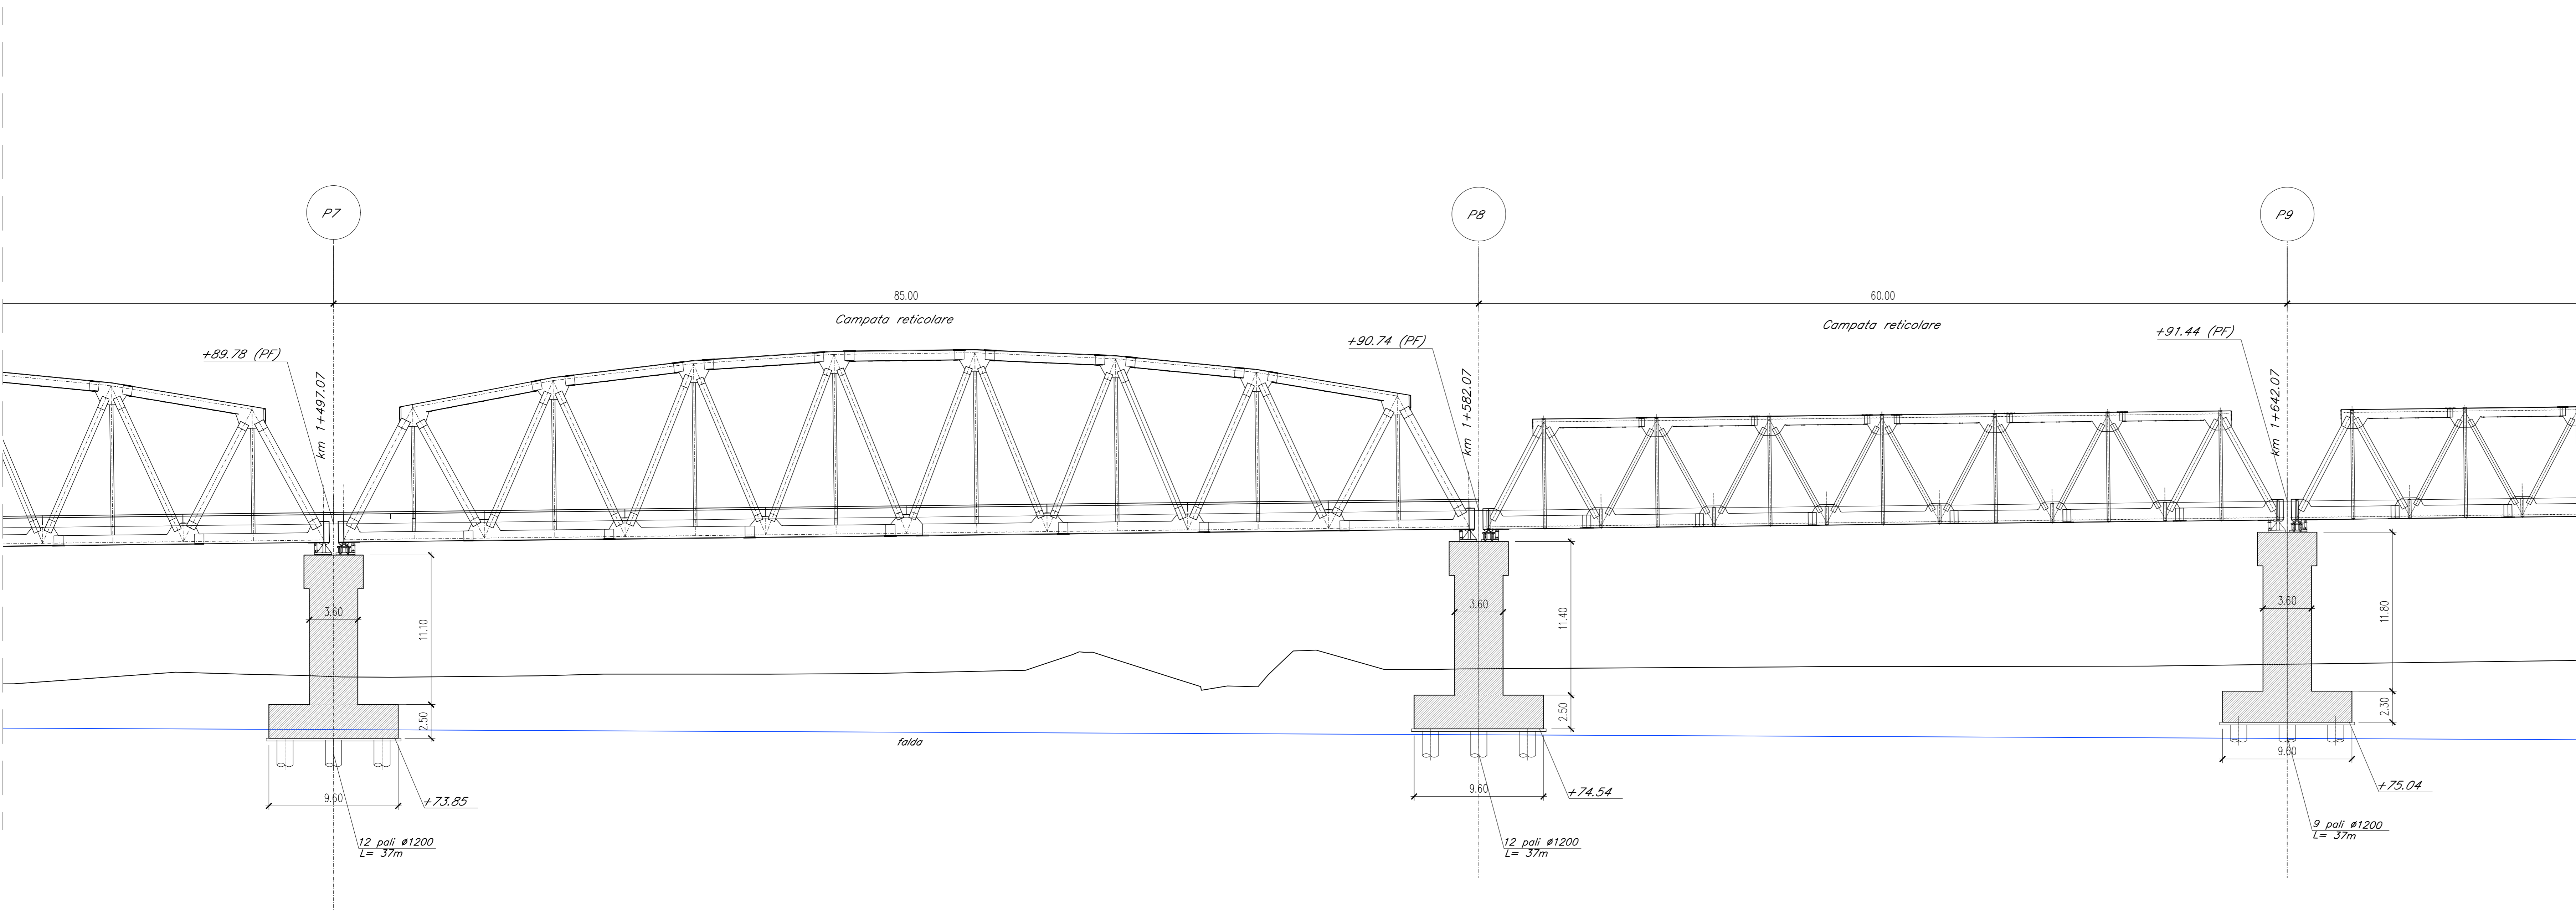 P7
P8
P9
85.00
60.00
Campata reticolare
Campata reticolare
+89.78 (PF)
+90.74 (PF)
+91.44 (PF)
km 1+497.07
km 1+582.07
km 1+642.07
3.60
3.60
3.60
11.10
11.40
11.80
2.50
2.50
2.30
falda
9.60
9.60
9.60
+73.85
+74.54
+75.04
12 pali ø1200
L= 37m
12 pali ø1200
L= 37m
9 pali ø1200
L= 37m